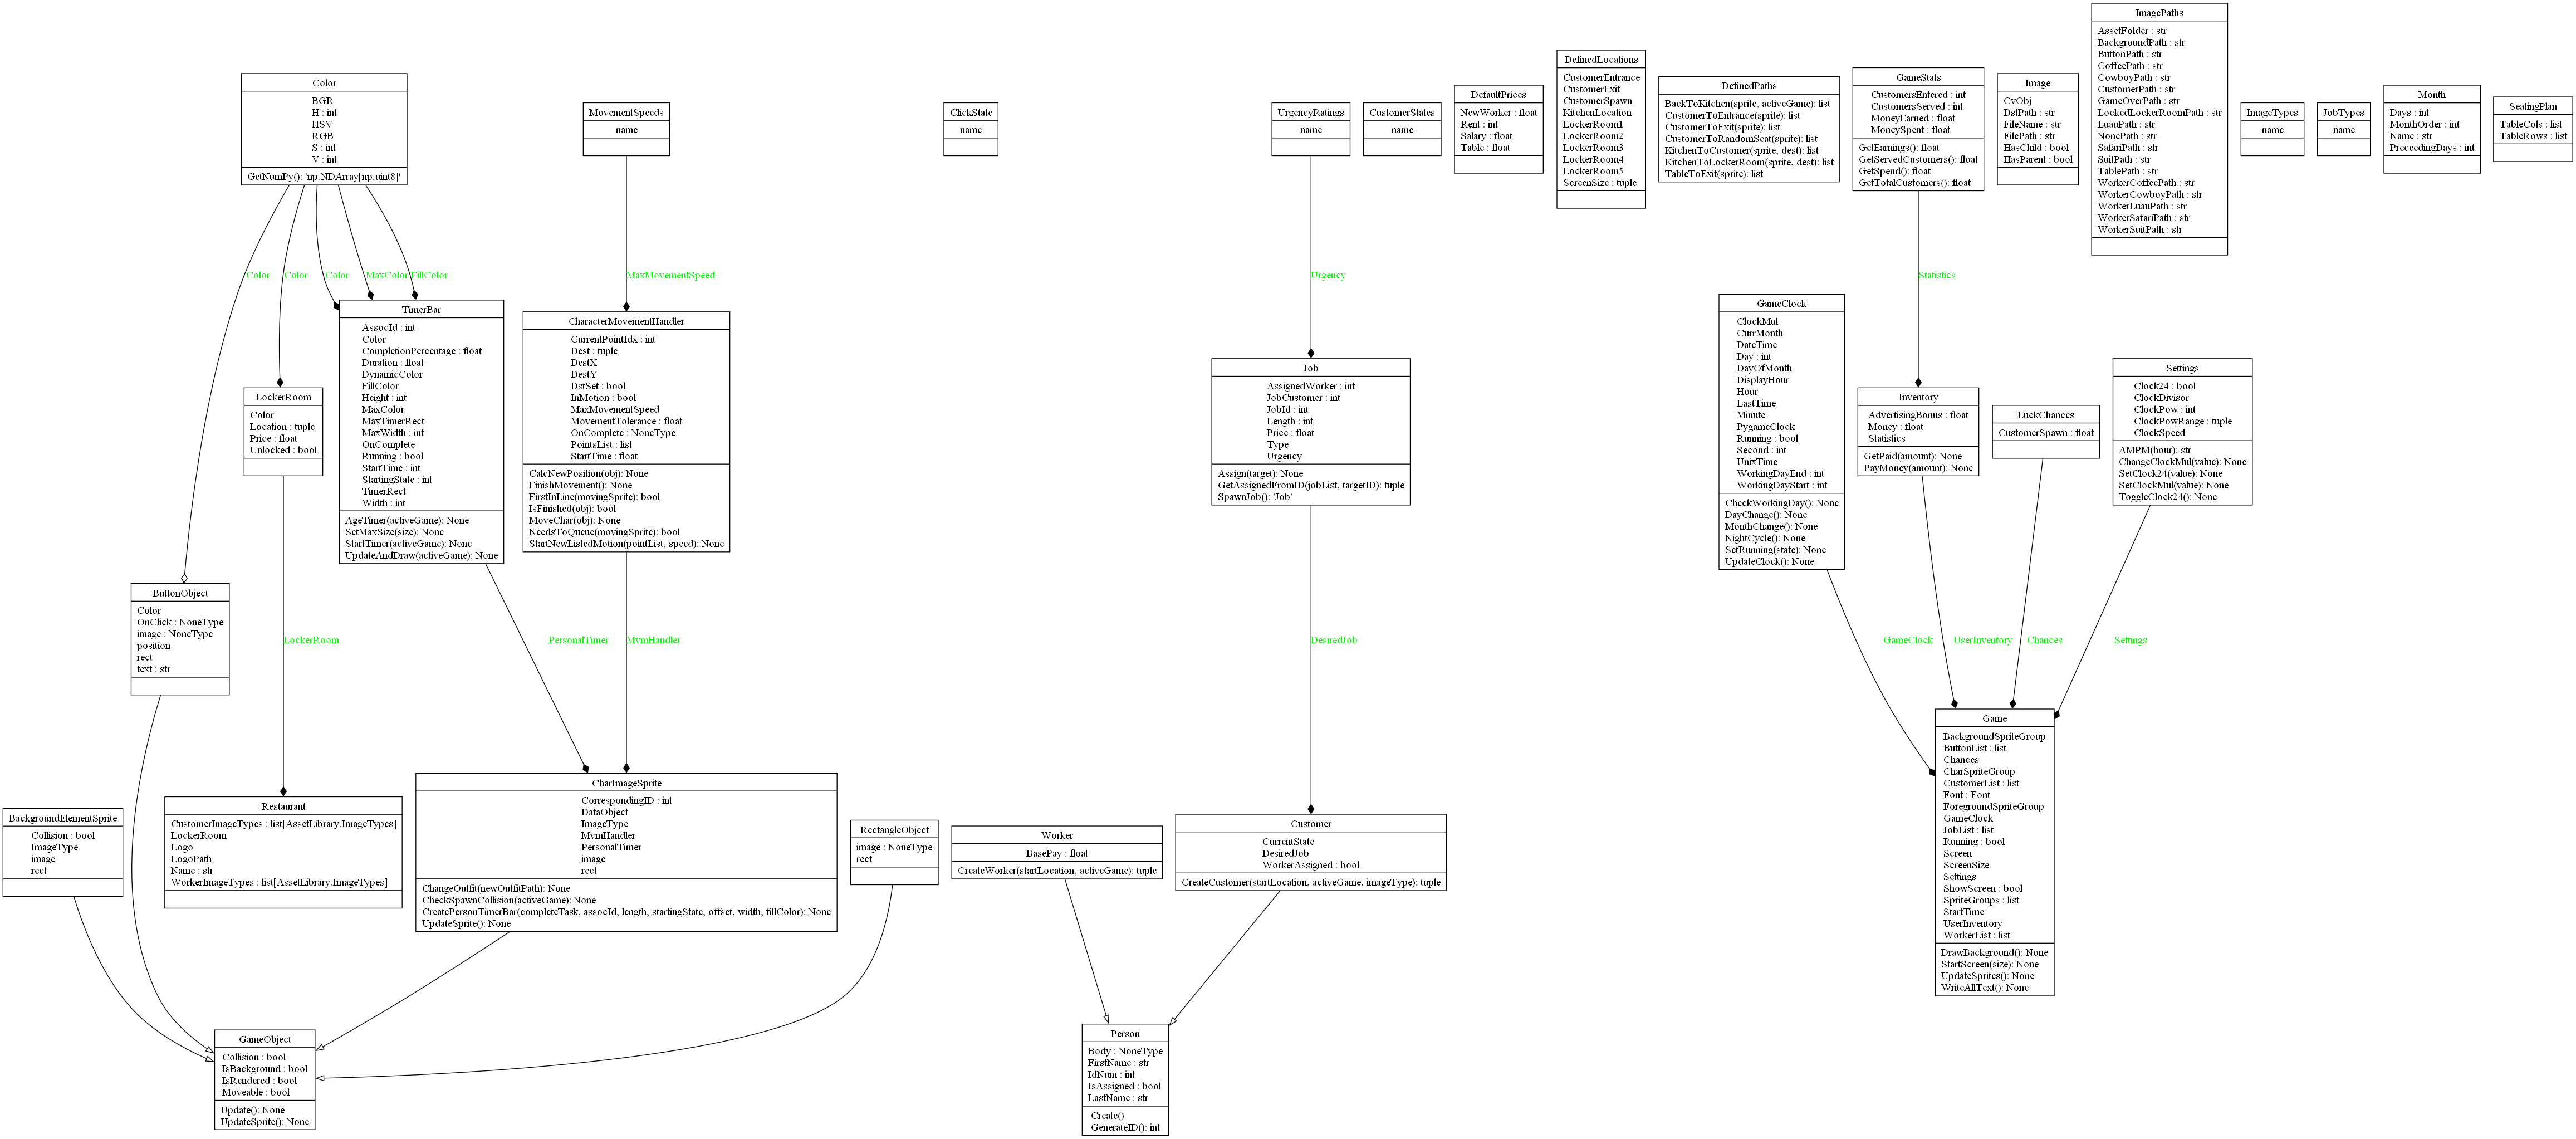 Color
BGR
H : int
HSV
RGB
S : int
V : int
GetNumPy(): 'np.NDArray[np.uint8]'
MovementSpeeds
name
ClickState
name
UrgencyRatings
name
CustomerStates
name
DefaultPrices
NewWorker : float
Rent : int
Salary : float
Table : float
DefinedLocations
CustomerEntrance
CustomerExit
CustomerSpawn
KitchenLocation
LockerRoom1
LockerRoom2
LockerRoom3
LockerRoom4
LockerRoom5
ScreenSize : tuple
DefinedPaths
BackToKitchen(sprite, activeGame): list
CustomerToEntrance(sprite): list
CustomerToExit(sprite): list
CustomerToRandomSeat(sprite): list
KitchenToCustomer(sprite, dest): list
KitchenToLockerRoom(sprite, dest): list
TableToExit(sprite): list
GameStats
CustomersEntered : int
CustomersServed : int
MoneyEarned : float
MoneySpent : float
GetEarnings(): float
GetServedCustomers(): float
GetSpend(): float
GetTotalCustomers(): float
Image
CvObj
DstPath : str
FileName : str
FilePath : str
HasChild : bool
HasParent : bool
ImagePaths
AssetFolder : str
BackgroundPath : str
ButtonPath : str
CoffeePath : str
CowboyPath : str
CustomerPath : str
GameOverPath : str
LockedLockerRoomPath : str
LuauPath : str
NonePath : str
SafariPath : str
SuitPath : str
TablePath : str
WorkerCoffeePath : str
WorkerCowboyPath : str
WorkerLuauPath : str
WorkerSafariPath : str
WorkerSuitPath : str
ImageTypes
name
JobTypes
name
Month
Days : int
MonthOrder : int
Name : str
PreceedingDays : int
SeatingPlan
TableCols : list
TableRows : list
Color
Color
Color
MaxColor
FillColor
MaxMovementSpeed
Urgency
Statistics
TimerBar
AssocId : int
Color
CompletionPercentage : float
Duration : float
DynamicColor
FillColor
Height : int
MaxColor
MaxTimerRect
MaxWidth : int
OnComplete
Running : bool
StartTime : int
StartingState : int
TimerRect
Width : int
AgeTimer(activeGame): None
SetMaxSize(size): None
StartTimer(activeGame): None
UpdateAndDraw(activeGame): None
CharacterMovementHandler
CurrentPointIdx : int
Dest : tuple
DestX
DestY
DstSet : bool
InMotion : bool
MaxMovementSpeed
MovementTolerance : float
OnComplete : NoneType
PointsList : list
StartTime : float
CalcNewPosition(obj): None
FinishMovement(): None
FirstInLine(movingSprite): bool
IsFinished(obj): bool
MoveChar(obj): None
NeedsToQueue(movingSprite): bool
StartNewListedMotion(pointList, speed): None
LockerRoom
Color
Location : tuple
Price : float
Unlocked : bool
Job
AssignedWorker : int
JobCustomer : int
JobId : int
Length : int
Price : float
Type
Urgency
Assign(target): None
GetAssignedFromID(jobList, targetID): tuple
SpawnJob(): 'Job'
GameClock
ClockMul
CurrMonth
DateTime
Day : int
DayOfMonth
DisplayHour
Hour
LastTime
Minute
PygameClock
Running : bool
Second : int
UnixTime
WorkingDayEnd : int
WorkingDayStart : int
CheckWorkingDay(): None
DayChange(): None
MonthChange(): None
NightCycle(): None
SetRunning(state): None
UpdateClock(): None
Inventory
AdvertisingBonus : float
Money : float
Statistics
GetPaid(amount): None
PayMoney(amount): None
LuckChances
CustomerSpawn : float
Settings
Clock24 : bool
ClockDivisor
ClockPow : int
ClockPowRange : tuple
ClockSpeed
AMPM(hour): str
ChangeClockMul(value): None
SetClock24(value): None
SetClockMul(value): None
ToggleClock24(): None
ButtonObject
Color
OnClick : NoneType
image : NoneType
position
rect
text : str
LockerRoom
PersonalTimer
MvmHandler
DesiredJob
GameClock
UserInventory
Chances
Settings
BackgroundElementSprite
Collision : bool
ImageType
image
rect
Restaurant
CustomerImageTypes : list[AssetLibrary.ImageTypes]
LockerRoom
Logo
LogoPath
Name : str
WorkerImageTypes : list[AssetLibrary.ImageTypes]
CharImageSprite
CorrespondingID : int
DataObject
ImageType
MvmHandler
PersonalTimer
image
rect
ChangeOutfit(newOutfitPath): None
CheckSpawnCollision(activeGame): None
CreatePersonTimerBar(completeTask, assocId, length, startingState, offset, width, fillColor): None
UpdateSprite(): None
RectangleObject
image : NoneType
rect
Worker
BasePay : float
CreateWorker(startLocation, activeGame): tuple
Customer
CurrentState
DesiredJob
WorkerAssigned : bool
CreateCustomer(startLocation, activeGame, imageType): tuple
Game
BackgroundSpriteGroup
ButtonList : list
Chances
CharSpriteGroup
CustomerList : list
Font : Font
ForegroundSpriteGroup
GameClock
JobList : list
Running : bool
Screen
ScreenSize
Settings
ShowScreen : bool
SpriteGroups : list
StartTime
UserInventory
WorkerList : list
DrawBackground(): None
StartScreen(size): None
UpdateSprites(): None
WriteAllText(): None
GameObject
Collision : bool
IsBackground : bool
IsRendered : bool
Moveable : bool
Update(): None
UpdateSprite(): None
Person
Body : NoneType
FirstName : str
IdNum : int
IsAssigned : bool
LastName : str
Create()
GenerateID(): int